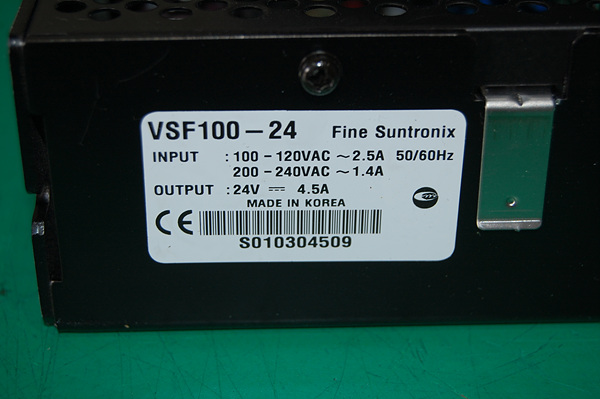 VSF100-24 Fine Suntronix
INPUT : 100-120VAC ~2.5A 50/60Hz
200-240VAC ~1.4A
OUTPUT : 24V ⎓ 4.5A
MADE IN KOREA
CE
S010304509